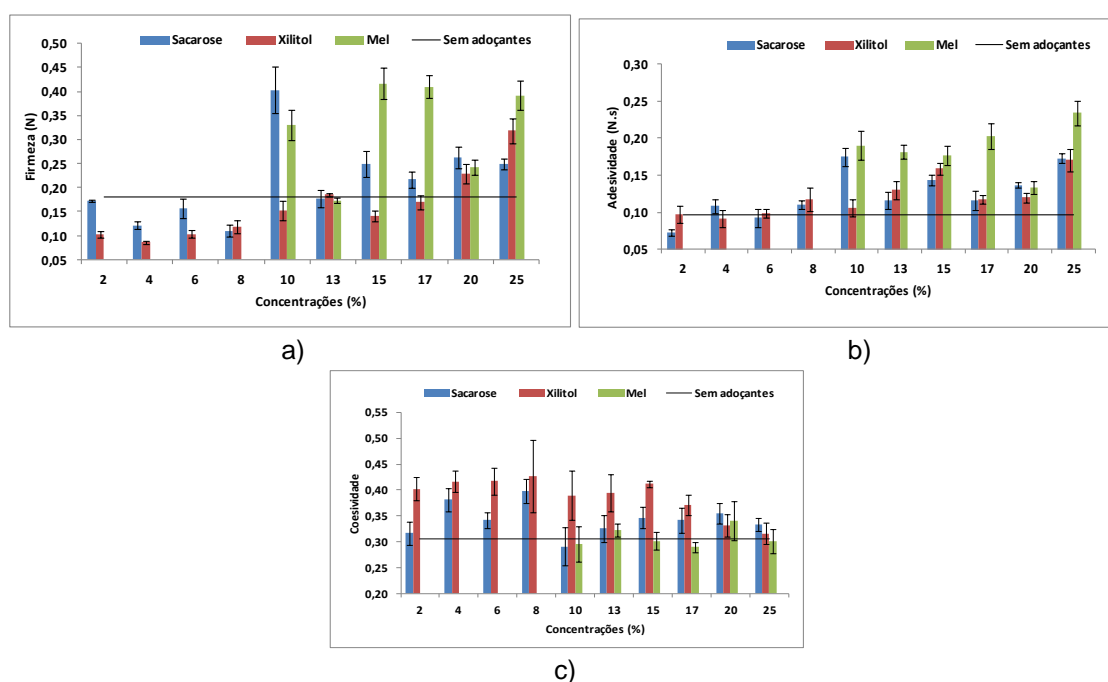 Sacarose Xilitol Mel Sem adoçantes
0,50
0,45
0,40
0,35
0,30
0,25
0,20
0,15
0,10
0,05
Firmeza (N)
2 4 6 8 10 13 15 17 20 25
Concentrações (%)
a)
Sacarose Xilitol Mel Sem adoçantes
0,30
0,25
0,20
0,15
0,10
0,05
Adesividade (N.s)
2 4 6 8 10 13 15 17 20 25
Concentrações (%)
b)
Sacarose Xilitol Mel Sem adoçantes
0,55
0,50
0,45
0,40
0,35
0,30
0,25
0,20
Coesividade
2 4 6 8 10 13 15 17 20 25
Concentrações (%)
c)